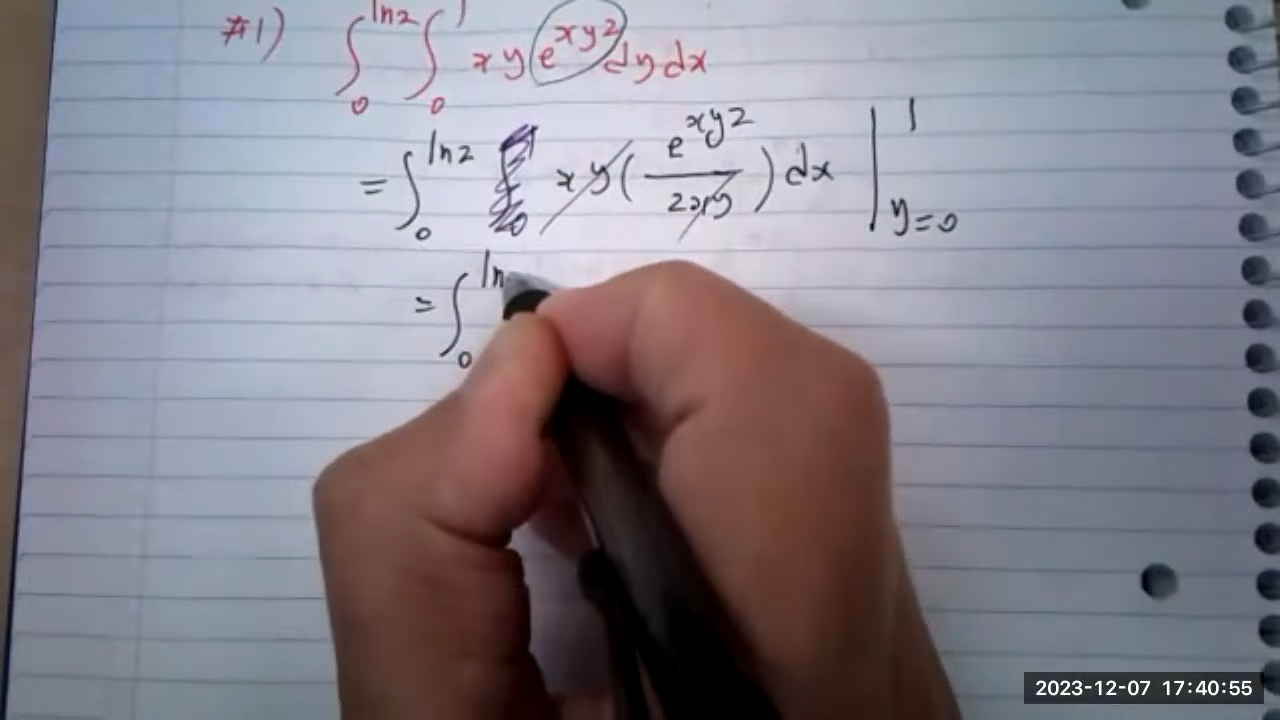 #1) ∫₀^ln2 ∫₀^1 xy e^xy2 dy dx
= ∫₀^ln2 xy ( e^xy2 / 2xy ) dx |_y=0^1
= ∫₀^ln
2023-12-07 17:40:55